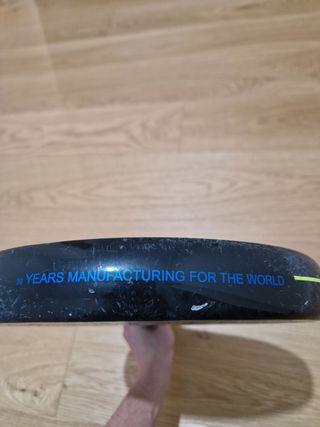 YEARS MANUFACTURING FOR THE WORLD